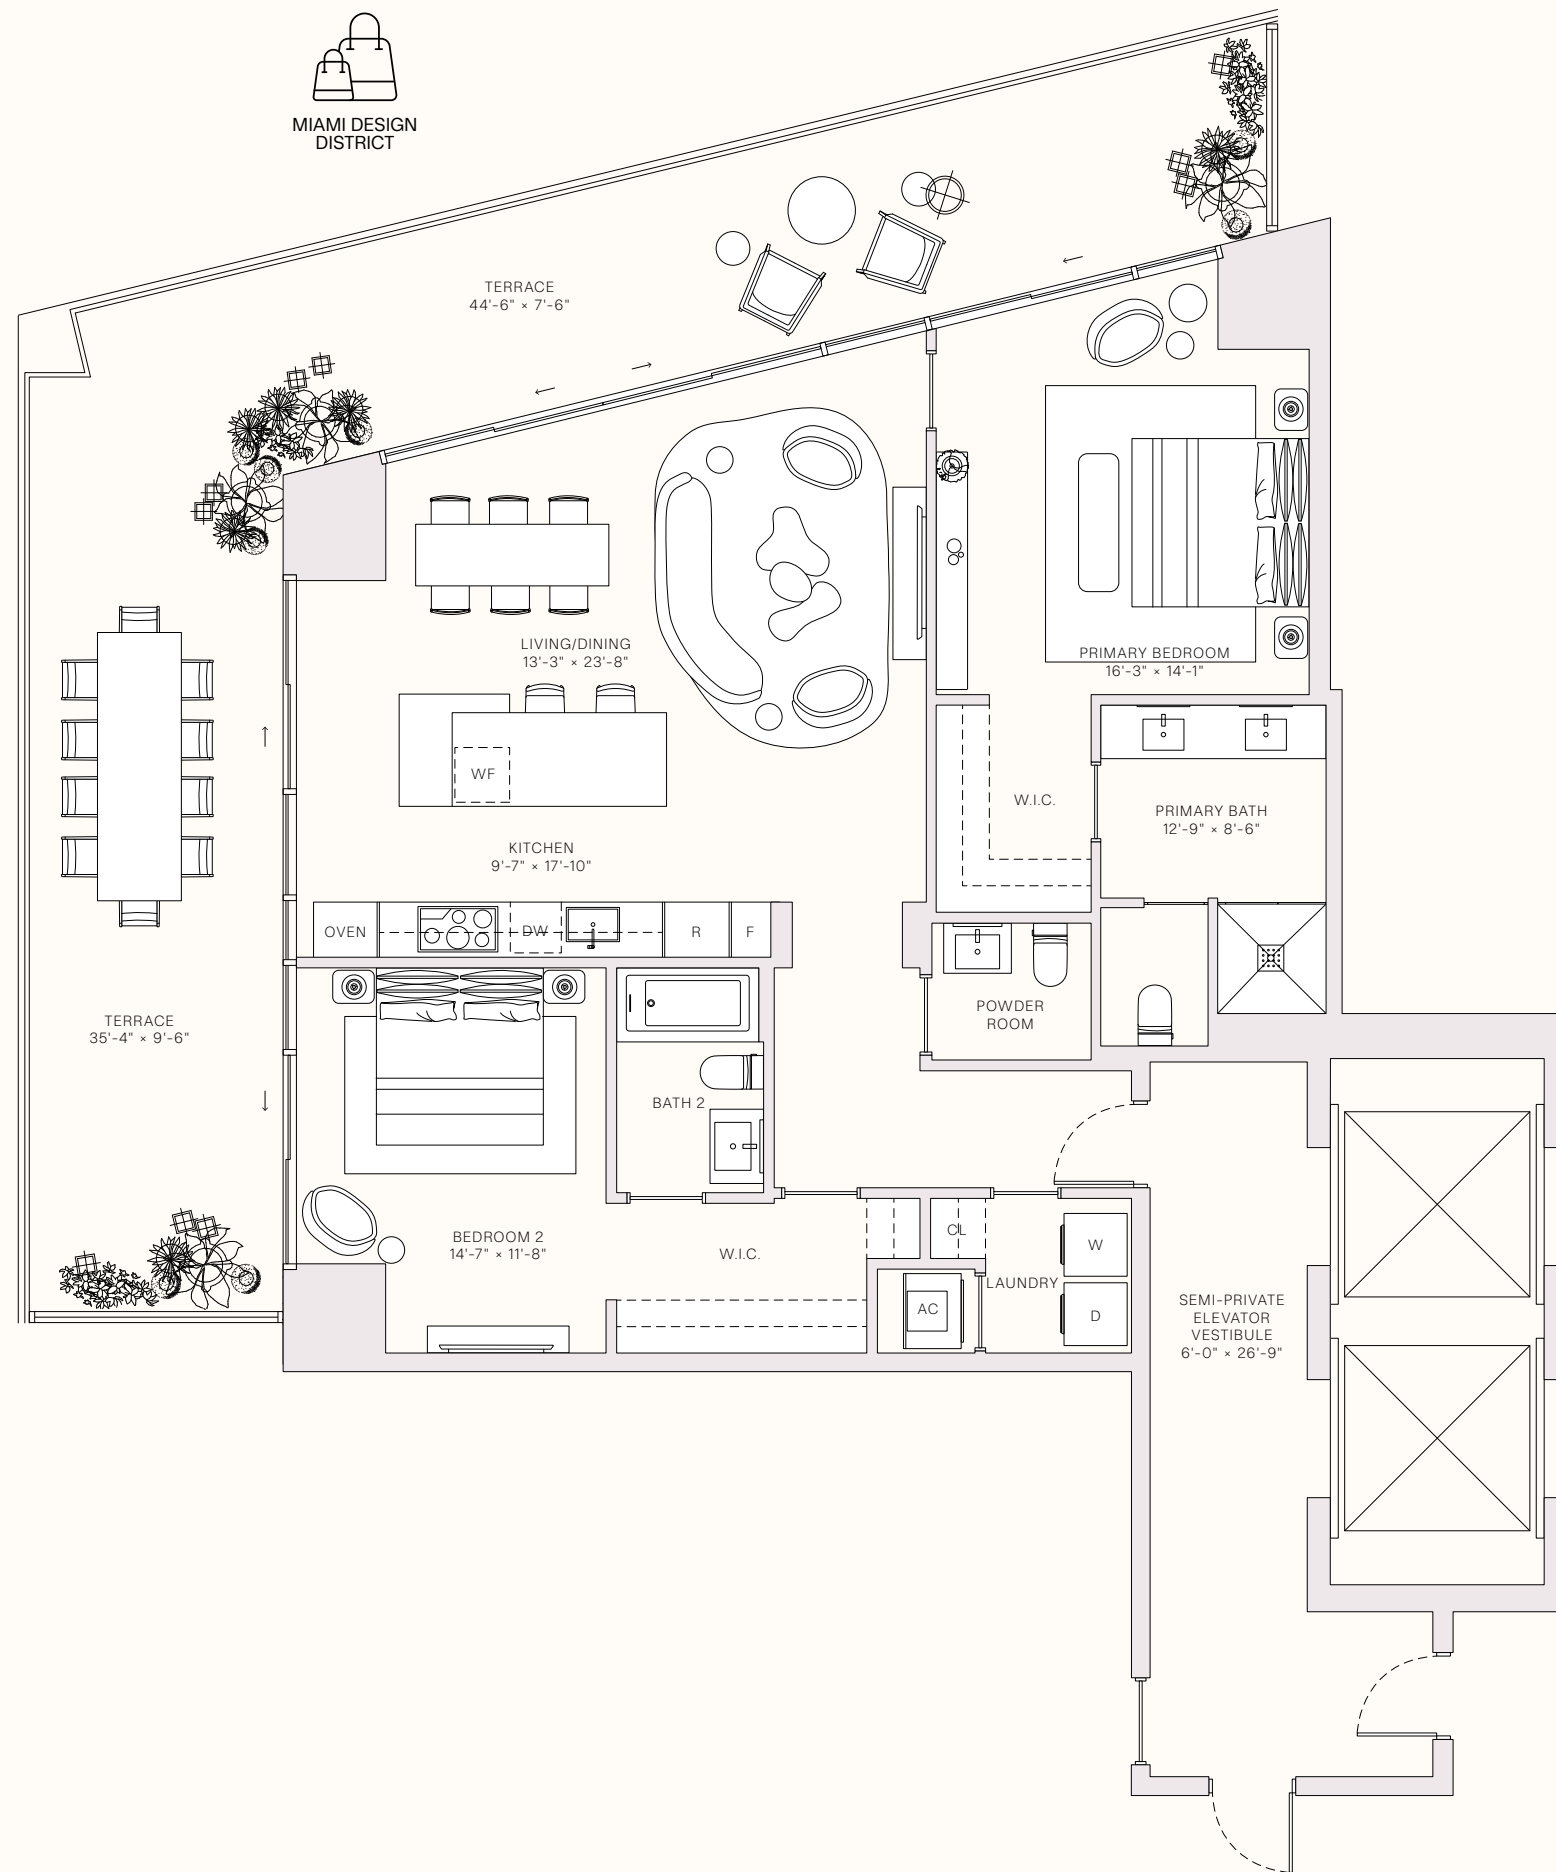 MIAMI DESIGN
DISTRICT
TERRACE
44'-6" × 7'-6"
LIVING/DINING
13'-3" × 23'-8"
PRIMARY BEDROOM
16'-3" × 14'-1"
WF
W.I.C.
PRIMARY BATH
12'-9" × 8'-6"
KITCHEN
9'-7" × 17'-10"
OVEN
DW
R
F
POWDER
ROOM
TERRACE
35'-4" × 9'-6"
BATH 2
BEDROOM 2
14'-7" × 11'-8"
W.I.C.
CL
W
LAUNDRY
AC
D
SEMI-PRIVATE
ELEVATOR
VESTIBULE
6'-0" × 26'-9"